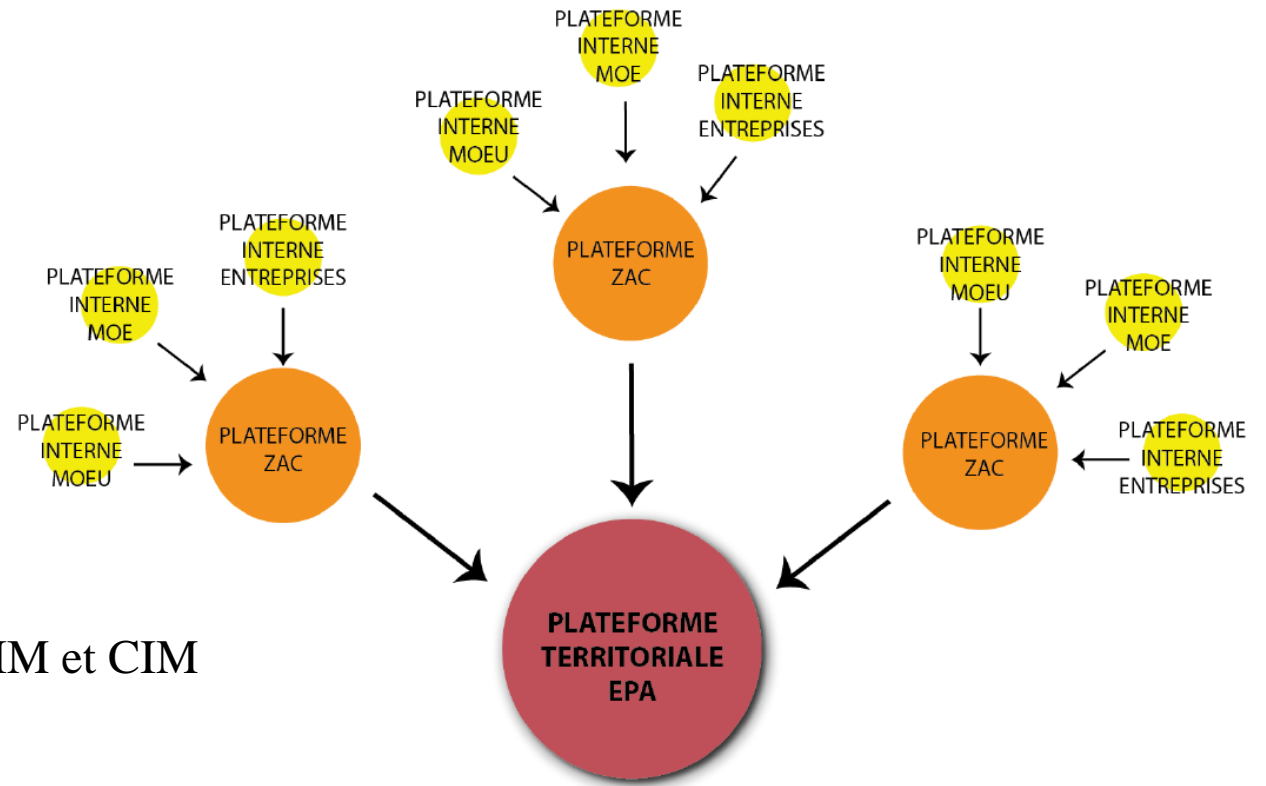 PLATEFORME
INTERNE
MOE
PLATEFORME
INTERNE
ENTREPRISES
PLATEFORME
INTERNE
MOEU
PLATEFORME
ZAC
PLATEFORME
INTERNE
ENTREPRISES
PLATEFORME
INTERNE
MOE
PLATEFORME
INTERNE
MOEU
PLATEFORME
ZAC
PLATEFORME
INTERNE
MOEU
PLATEFORME
INTERNE
MOE
PLATEFORME
INTERNE
ENTREPRISES
PLATEFORME
ZAC
PLATEFORME
TERRITORIALE
EPA
IM et CIM